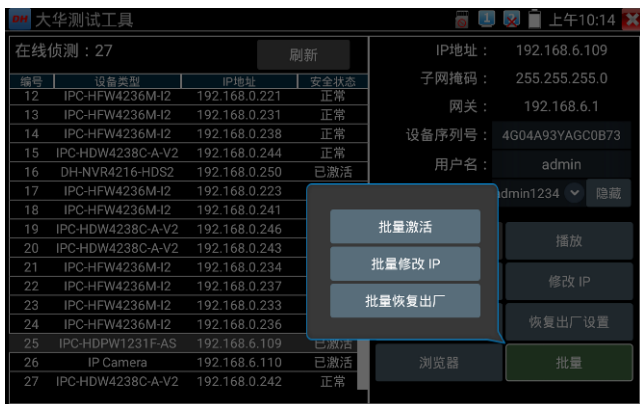 DH 大华测试工具 上午10:14
在线侦测：27 刷新
编号 设备类型 IP地址 安全状态
12 IPC-HFW4236M-I2 192.168.0.221 正常
13 IPC-HFW4236M-I2 192.168.0.231 正常
14 IPC-HFW4236M-I2 192.168.0.238 正常
15 IPC-HDW4238C-A-V2 192.168.0.244 正常
16 DH-NVR4216-HDS2 192.168.0.250 已激活
17 IPC-HFW4236M-I2 192.168.0.223
18 IPC-HFW4236M-I2 192.168.0.241
19 IPC-HDW4238C-A-V2 192.168.0.246
20 IPC-HDW4238C-A-V2 192.168.0.243
21 IPC-HFW4236M-I2 192.168.0.234
22 IPC-HFW4236M-I2 192.168.0.237
23 IPC-HFW4236M-I2 192.168.0.233
24 IPC-HFW4236M-I2 192.168.0.236
25 IPC-HDPW1231F-AS 192.168.6.109 已激活
26 IP Camera 192.168.6.110 已激活
27 IPC-HDW4238C-A-V2 192.168.0.242 正常
IP地址： 192.168.6.109
子网掩码： 255.255.255.0
网关： 192.168.6.1
设备序列号： 4G04A93YAGC0B73
用户名： admin
admin1234 隐藏
批量激活
批量修改 IP
批量恢复出厂
播放
修改 IP
恢复出厂设置
浏览器 批量